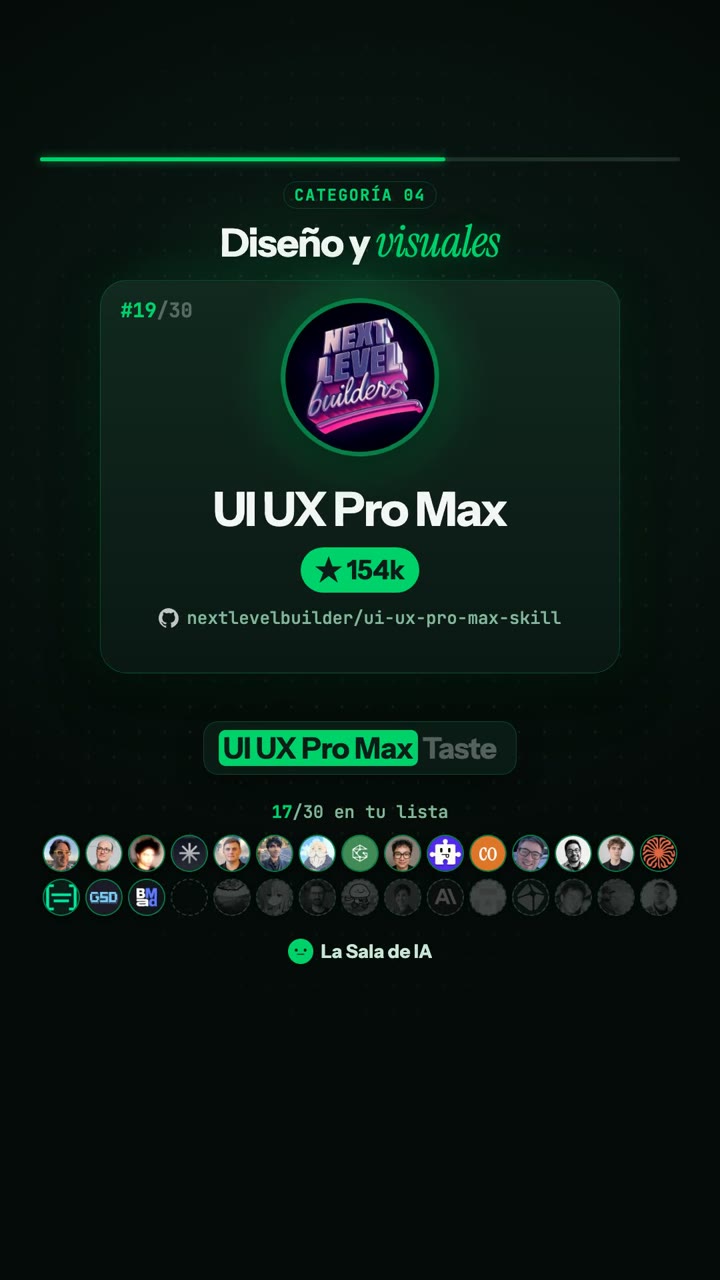 CATEGORÍA 04
Diseño y visuales
#19/30
NEXT
LEVEL
builders
UI UX Pro Max
★ 154k
nextlevelbuilder/ui-ux-pro-max-skill
UI UX Pro Max Taste
17/30 en tu lista
CO
[=] GSD BMad A\
La Sala de IA